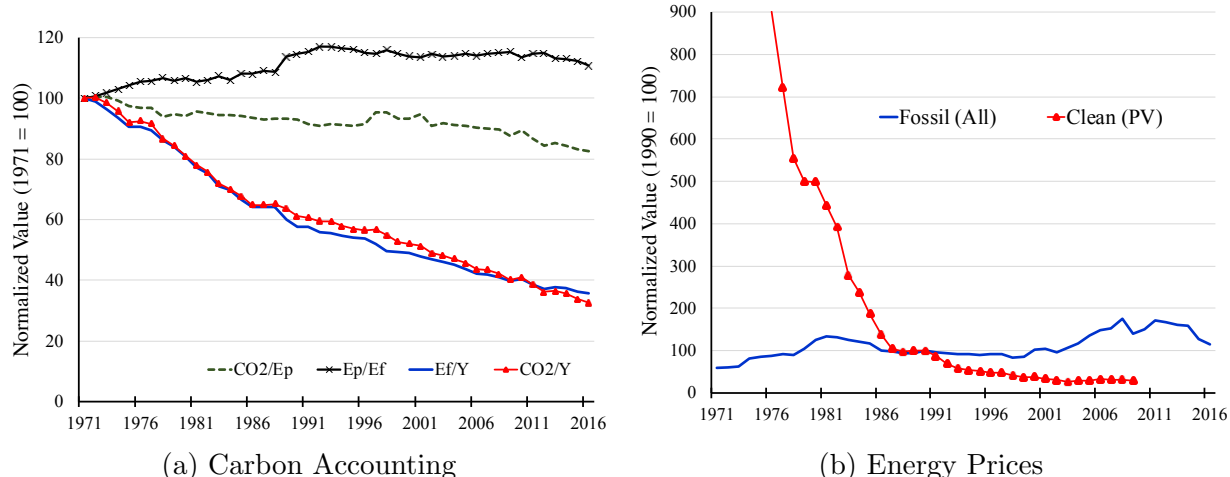 Normalized Value (1971 = 100)
120
100
80
60
40
20
0
CO2/Ep Ep/Ef Ef/Y CO2/Y
1971 1976 1981 1986 1991 1996 2001 2006 2011 2016
(a) Carbon Accounting
Normalized Value (1990 = 100)
900
800
700
600
500
400
300
200
100
0
Fossil (All) Clean (PV)
1971 1976 1981 1986 1991 1996 2001 2006 2011 2016
(b) Energy Prices